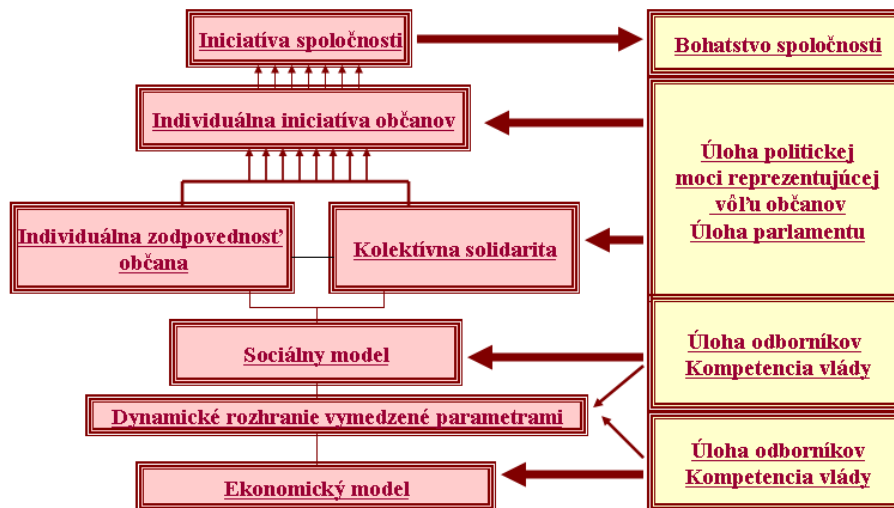 Iniciatíva spoločnosti
Bohatstvo spoločnosti
Individuálna iniciatíva občanov
Úloha politickej
moci reprezentujúcej
vôľu občanov
Úloha parlamentu
Individuálna zodpovednosť
občana
Kolektívna solidarita
Sociálny model
Úloha odborníkov
Kompetencia vlády
Dynamické rozhranie vymedzené parametrami
Ekonomický model
Úloha odborníkov
Kompetencia vlády